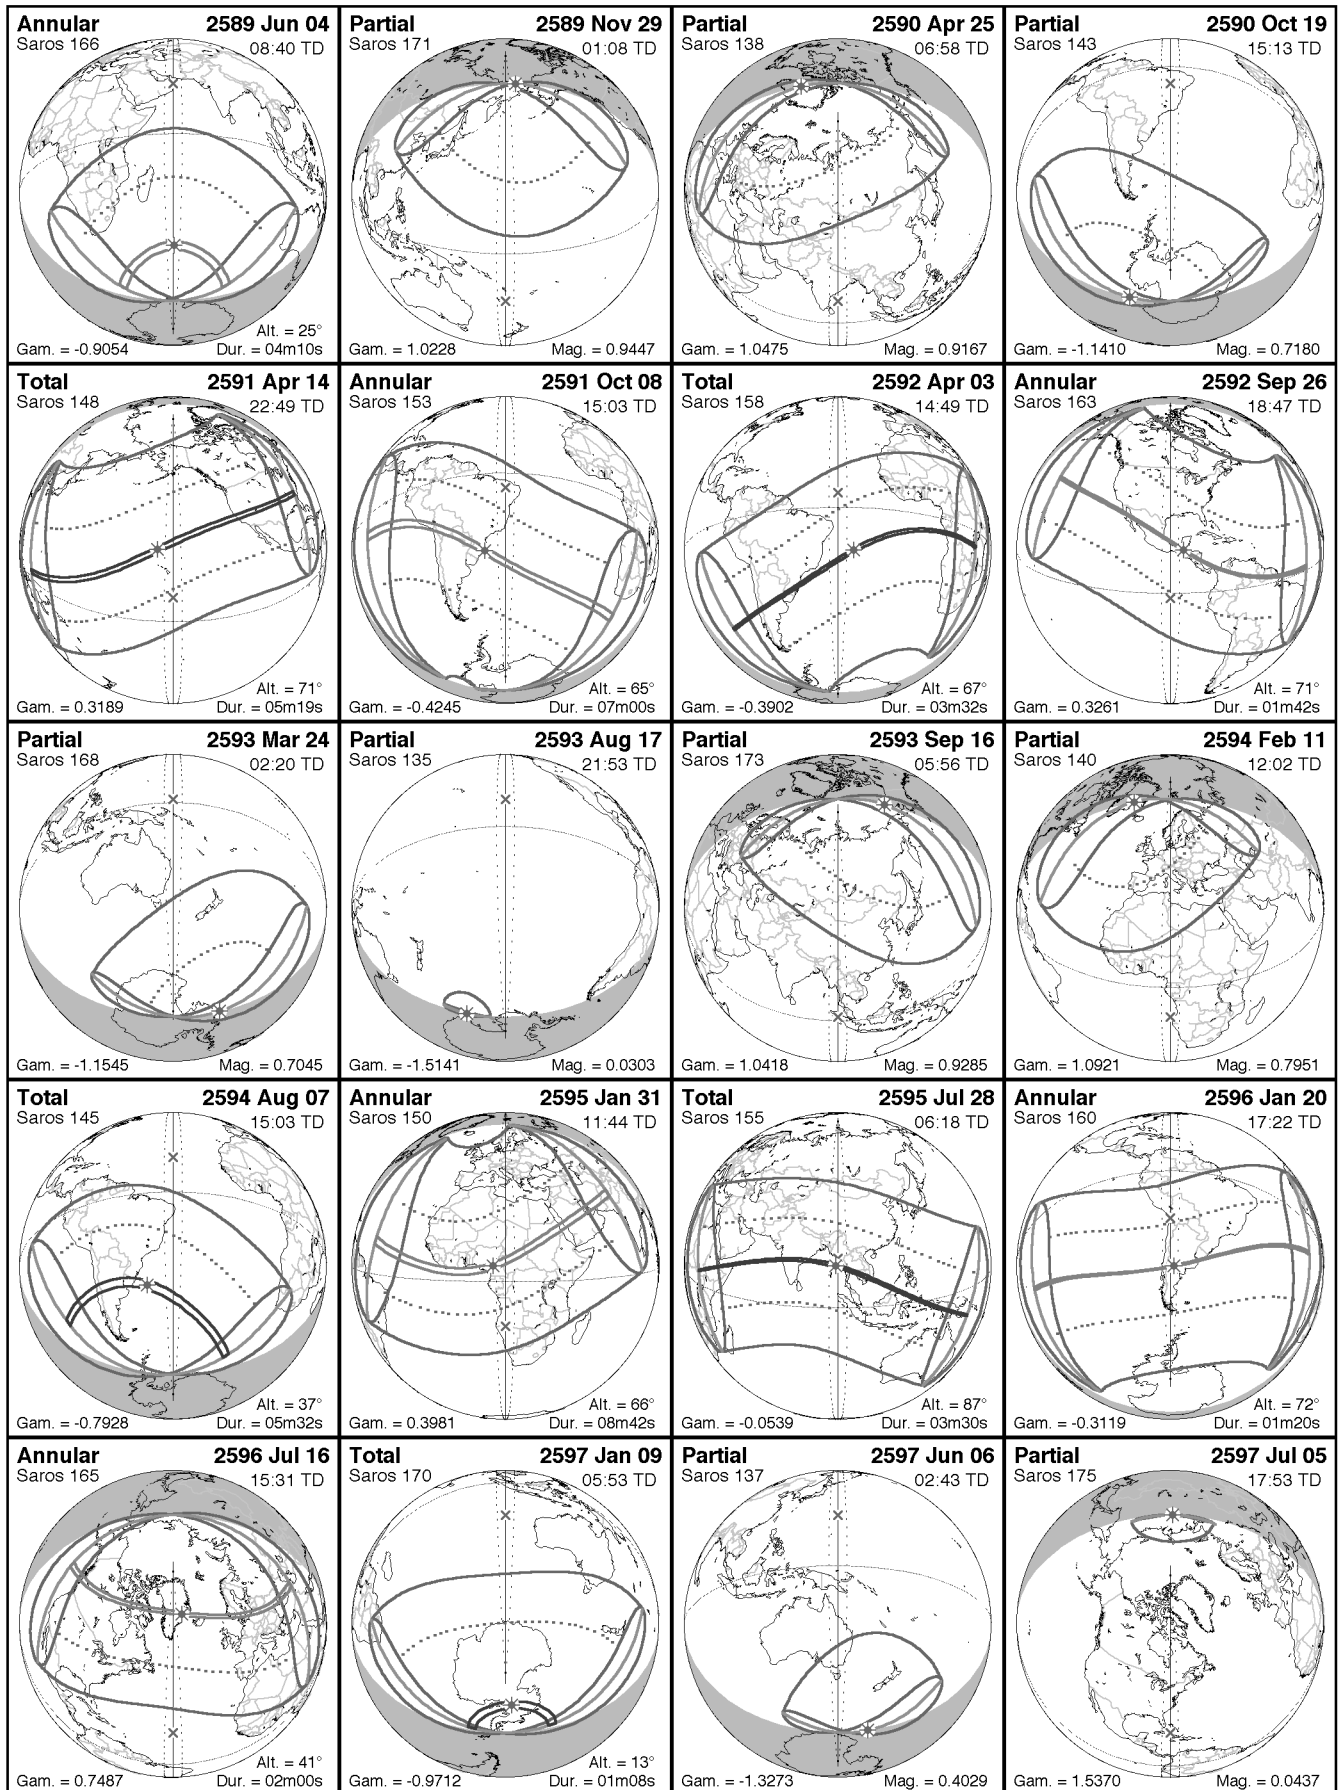 Annular 2589 Jun 04
Saros 166 08:40 TD
Alt. = 25°
Gam. = -0.9054 Dur. = 04m10s
Partial 2589 Nov 29
Saros 171 01:08 TD
Gam. = 1.0228 Mag. = 0.9447
Partial 2590 Apr 25
Saros 138 06:58 TD
Gam. = 1.0475 Mag. = 0.9167
Partial 2590 Oct 19
Saros 143 15:13 TD
Gam. = -1.1410 Mag. = 0.7180
Total 2591 Apr 14
Saros 148 22:49 TD
Alt. = 71°
Gam. = 0.3189 Dur. = 05m19s
Annular 2591 Oct 08
Saros 153 15:03 TD
Alt. = 65°
Gam. = -0.4245 Dur. = 07m00s
Total 2592 Apr 03
Saros 158 14:49 TD
Alt. = 67°
Gam. = -0.3902 Dur. = 03m32s
Annular 2592 Sep 26
Saros 163 18:47 TD
Alt. = 71°
Gam. = 0.3261 Dur. = 01m42s
Partial 2593 Mar 24
Saros 168 02:20 TD
Gam. = -1.1545 Mag. = 0.7045
Partial 2593 Aug 17
Saros 135 21:53 TD
Gam. = -1.5141 Mag. = 0.0303
Partial 2593 Sep 16
Saros 173 05:56 TD
Gam. = 1.0418 Mag. = 0.9285
Partial 2594 Feb 11
Saros 140 12:02 TD
Gam. = 1.0921 Mag. = 0.7951
Total 2594 Aug 07
Saros 145 15:03 TD
Alt. = 37°
Gam. = -0.7928 Dur. = 05m32s
Annular 2595 Jan 31
Saros 150 11:44 TD
Alt. = 66°
Gam. = 0.3981 Dur. = 08m42s
Total 2595 Jul 28
Saros 155 06:18 TD
Alt. = 87°
Gam. = -0.0539 Dur. = 03m30s
Annular 2596 Jan 20
Saros 160 17:22 TD
Alt. = 72°
Gam. = -0.3119 Dur. = 01m20s
Annular 2596 Jul 16
Saros 165 15:31 TD
Alt. = 41°
Gam. = 0.7487 Dur. = 02m00s
Total 2597 Jan 09
Saros 170 05:53 TD
Alt. = 13°
Gam. = -0.9712 Dur. = 01m08s
Partial 2597 Jun 06
Saros 137 02:43 TD
Gam. = -1.3273 Mag. = 0.4029
Partial 2597 Jul 05
Saros 175 17:53 TD
Gam. = 1.5370 Mag. = 0.0437